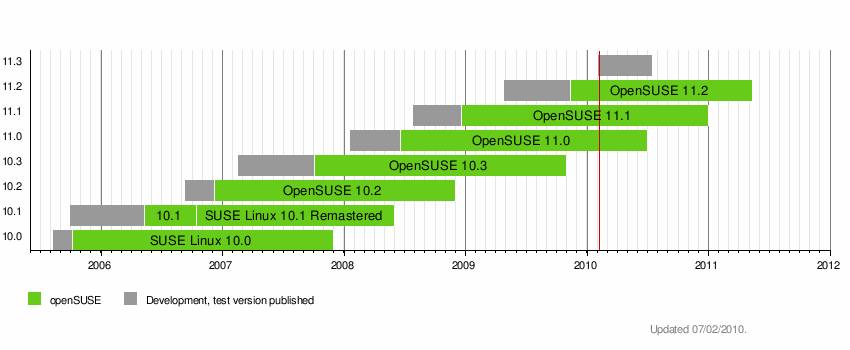 11.3
11.2 OpenSUSE 11.2
11.1 OpenSUSE 11.1
11.0 OpenSUSE 11.0
10.3 OpenSUSE 10.3
10.2 OpenSUSE 10.2
10.1 10.1 SUSE Linux 10.1 Remastered
10.0 SUSE Linux 10.0
2006 2007 2008 2009 2010 2011 2012
openSUSE Development, test version published
Updated 07/02/2010.